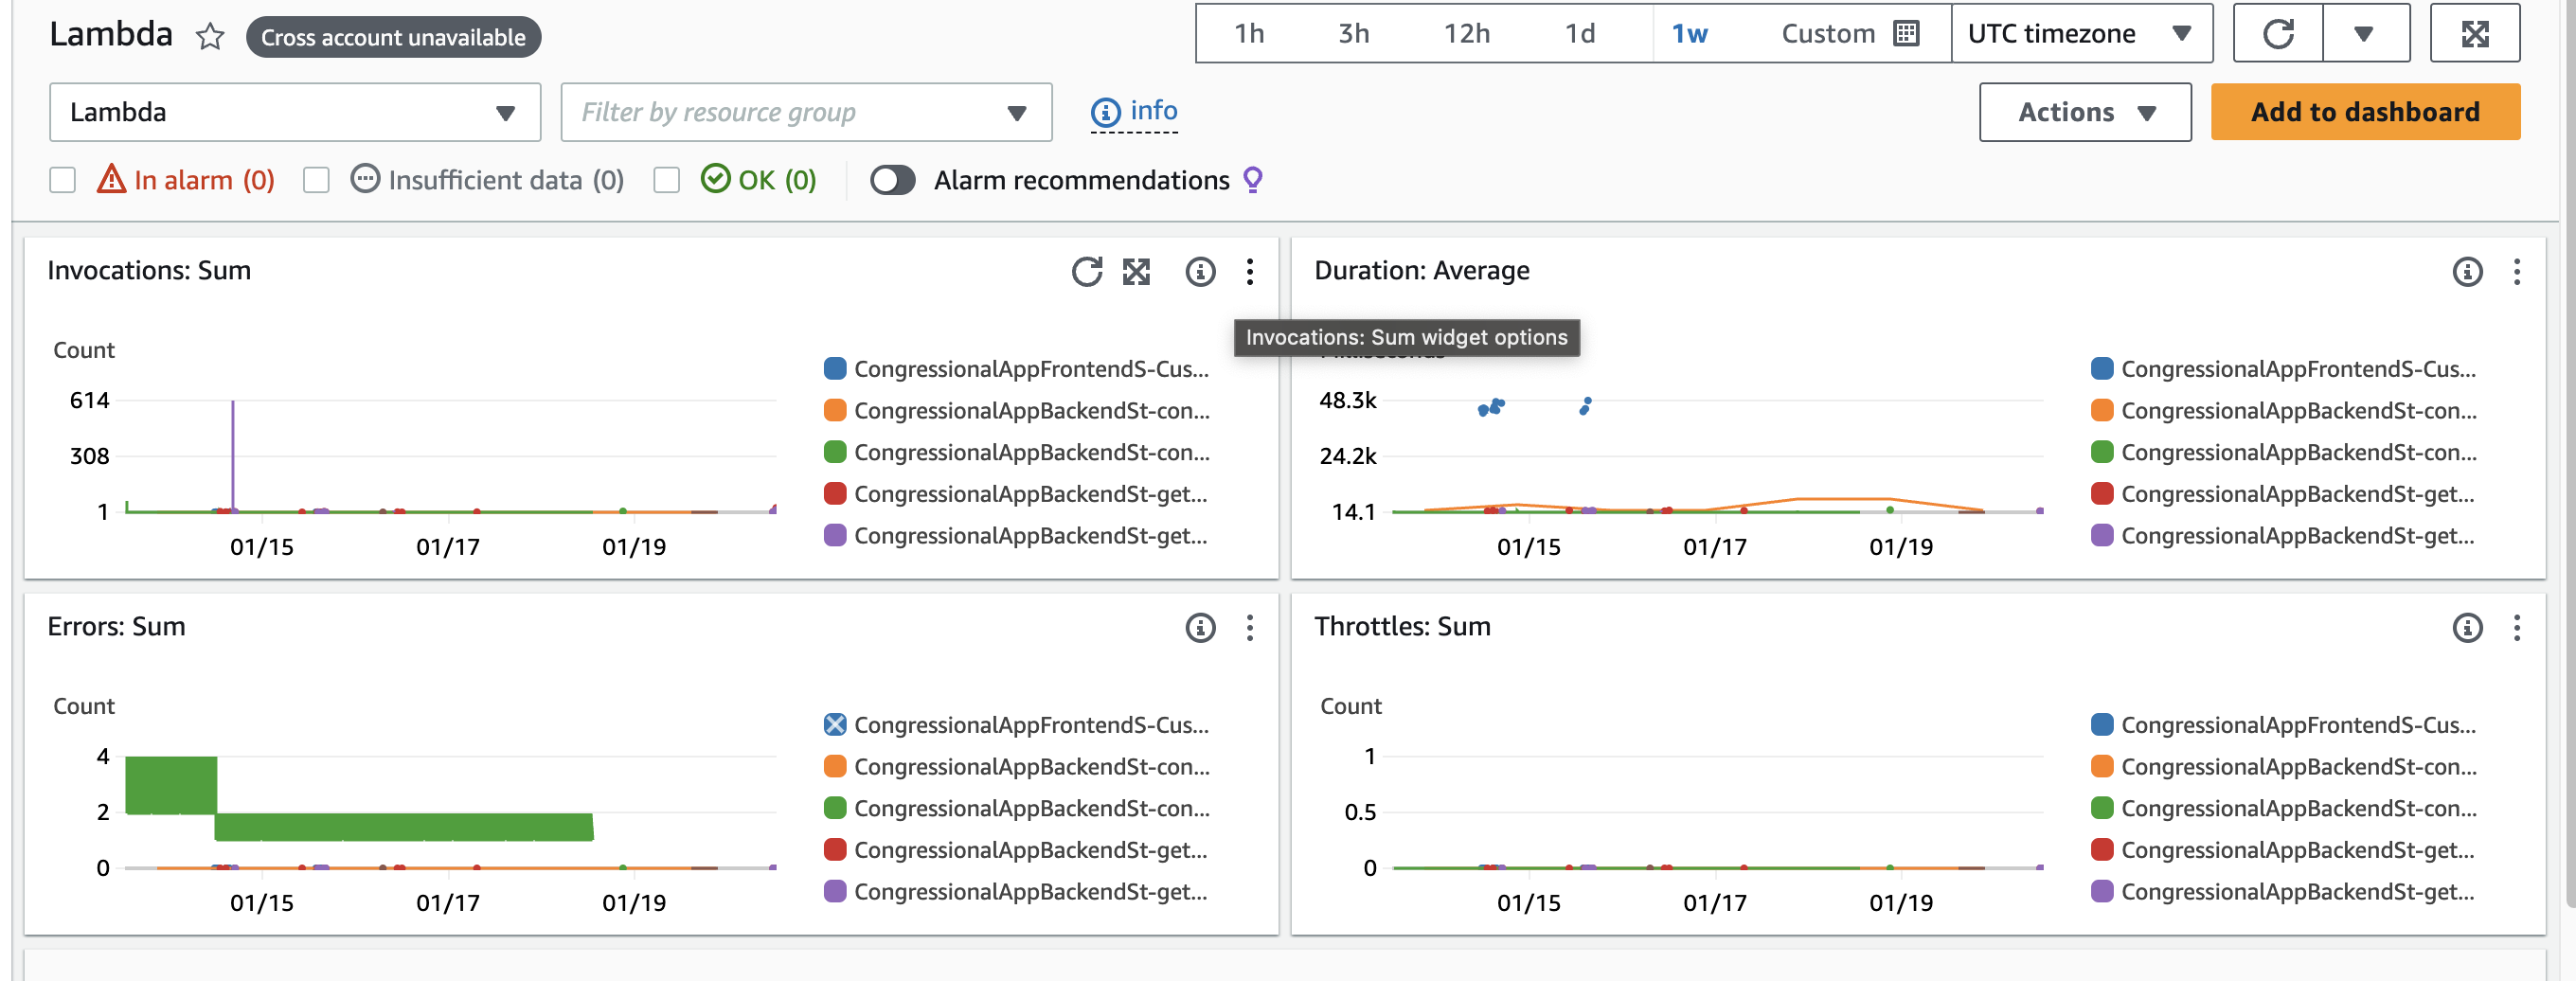 Lambda Cross account unavailable 1h 3h 12h 1d 1w Custom UTC timezone
Lambda Filter by resource group info Actions Add to dashboard
In alarm (0) Insufficient data (0) OK (0) Alarm recommendations
Invocations: Sum
Count
614
308
1
01/15 01/17 01/19
CongressionalAppFrontendS-Cus...
CongressionalAppBackendSt-con...
CongressionalAppBackendSt-con...
CongressionalAppBackendSt-get...
CongressionalAppBackendSt-get...
Invocations: Sum widget options
Duration: Average
48.3k
24.2k
14.1
01/15 01/17 01/19
CongressionalAppFrontendS-Cus...
CongressionalAppBackendSt-con...
CongressionalAppBackendSt-con...
CongressionalAppBackendSt-get...
CongressionalAppBackendSt-get...
Errors: Sum
Count
4
2
0
01/15 01/17 01/19
CongressionalAppFrontendS-Cus...
CongressionalAppBackendSt-con...
CongressionalAppBackendSt-con...
CongressionalAppBackendSt-get...
CongressionalAppBackendSt-get...
Throttles: Sum
Count
1
0.5
0
01/15 01/17 01/19
CongressionalAppFrontendS-Cus...
CongressionalAppBackendSt-con...
CongressionalAppBackendSt-con...
CongressionalAppBackendSt-get...
CongressionalAppBackendSt-get...